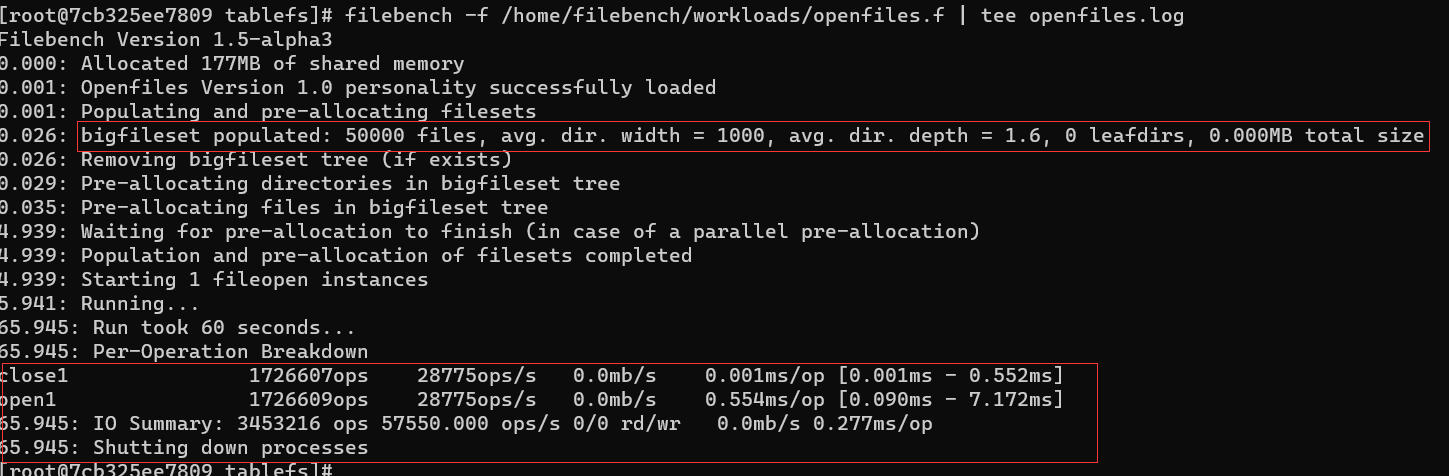 [root@7cb325ee7809 tablefs]# filebench -f /home/filebench/workloads/openfiles.f | tee openfiles.log
Filebench Version 1.5-alpha3
0.000: Allocated 177MB of shared memory
0.001: Openfiles Version 1.0 personality successfully loaded
0.001: Populating and pre-allocating filesets
0.026: bigfileset populated: 50000 files, avg. dir. width = 1000, avg. dir. depth = 1.6, 0 leafdirs, 0.000MB total size
0.026: Removing bigfileset tree (if exists)
0.029: Pre-allocating directories in bigfileset tree
0.035: Pre-allocating files in bigfileset tree
4.939: Waiting for pre-allocation to finish (in case of a parallel pre-allocation)
4.939: Population and pre-allocation of filesets completed
4.939: Starting 1 fileopen instances
5.941: Running...
65.945: Run took 60 seconds...
65.945: Per-Operation Breakdown
close1               1726607ops    28775ops/s   0.0mb/s    0.001ms/op [0.001ms - 0.552ms]
open1                1726609ops    28775ops/s   0.0mb/s    0.554ms/op [0.090ms - 7.172ms]
65.945: IO Summary: 3453216 ops 57550.000 ops/s 0/0 rd/wr   0.0mb/s 0.277ms/op
65.945: Shutting down processes
[root@7cb325ee7809 tablefs]#